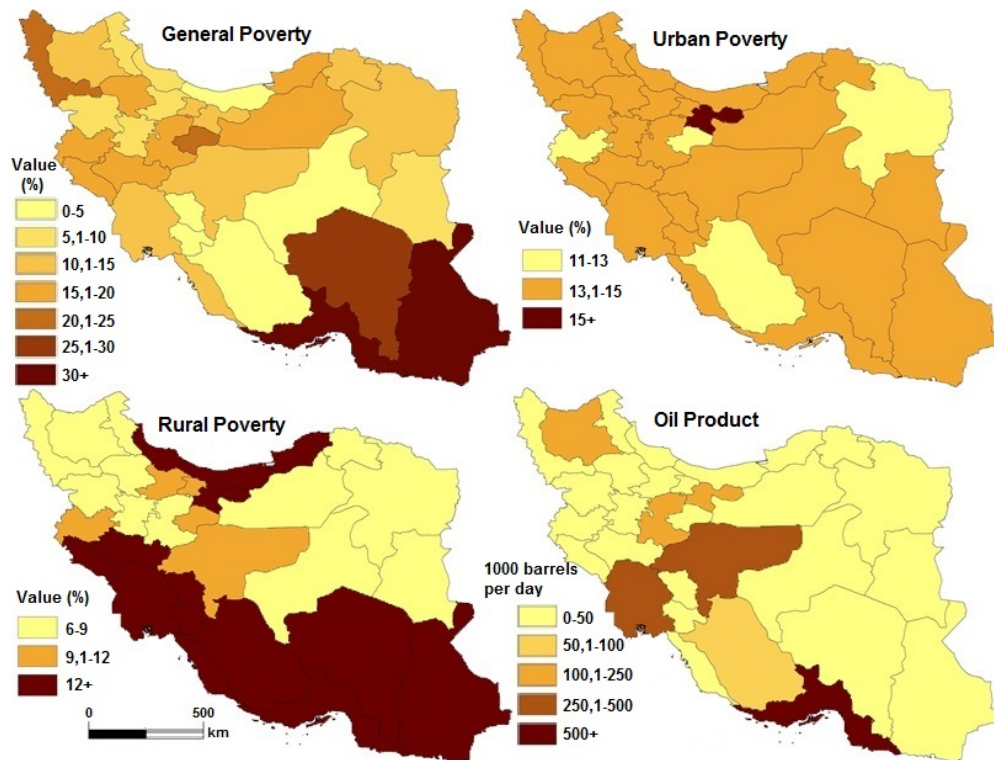 General Poverty
Value
(%)
0-5
5,1-10
10,1-15
15,1-20
20,1-25
25,1-30
30+
Urban Poverty
Value (%)
11-13
13,1-15
15+
Rural Poverty
Value (%)
6-9
9,1-12
12+
0
500
km
Oil Product
1000 barrels
per day
0-50
50,1-100
100,1-250
250,1-500
500+